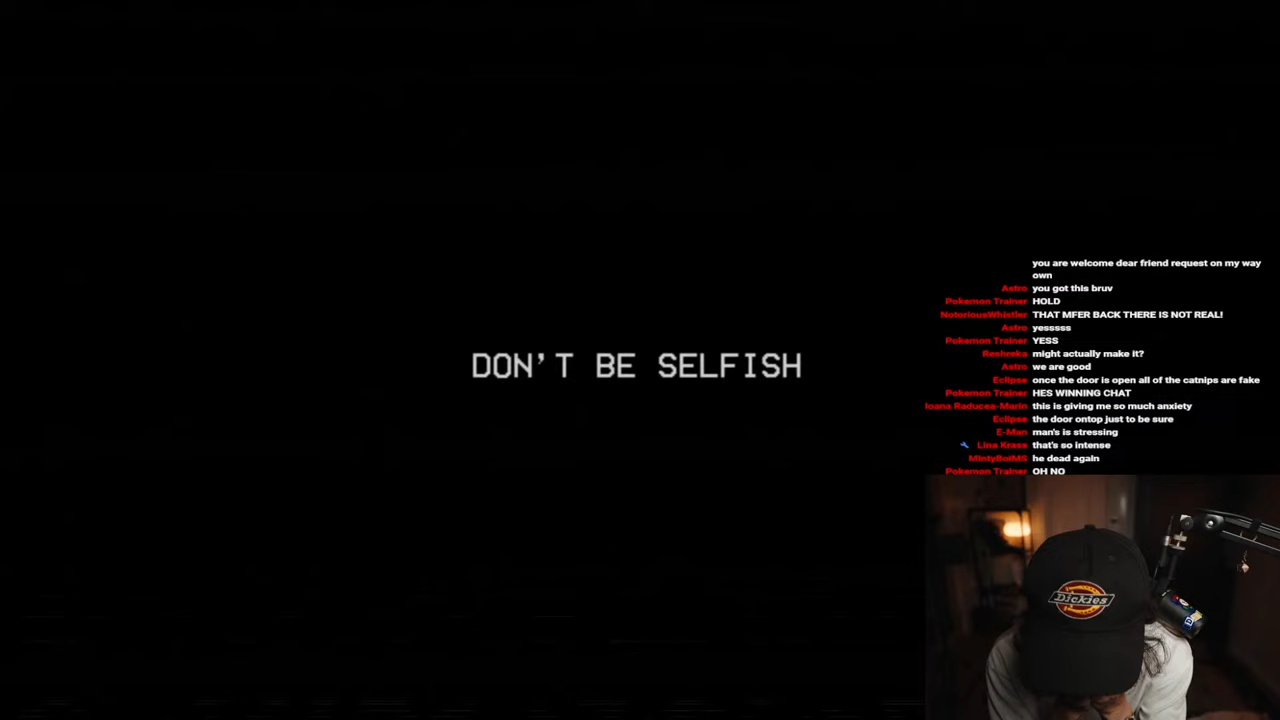 DON'T BE SELFISH
you are welcome dear friend request on my way
own
Astro you got this bruv
Pokemon Trainer HOLD
NotoriousWhistler THAT MFER BACK THERE IS NOT REAL!
Astro yesssss
Pokemon Trainer YESS
Reshreka might actually make it?
Astro we are good
Eclipse once the door is open all of the catnips are fake
Pokemon Trainer HES WINNING CHAT
Ioana Raducea-Marin this is giving me so much anxiety
Eclipse the door ontop just to be sure
E-Man man's is stressing
Lina Krass that's so intense
MintyBoiMS he dead again
Pokemon Trainer OH NO
Dickies